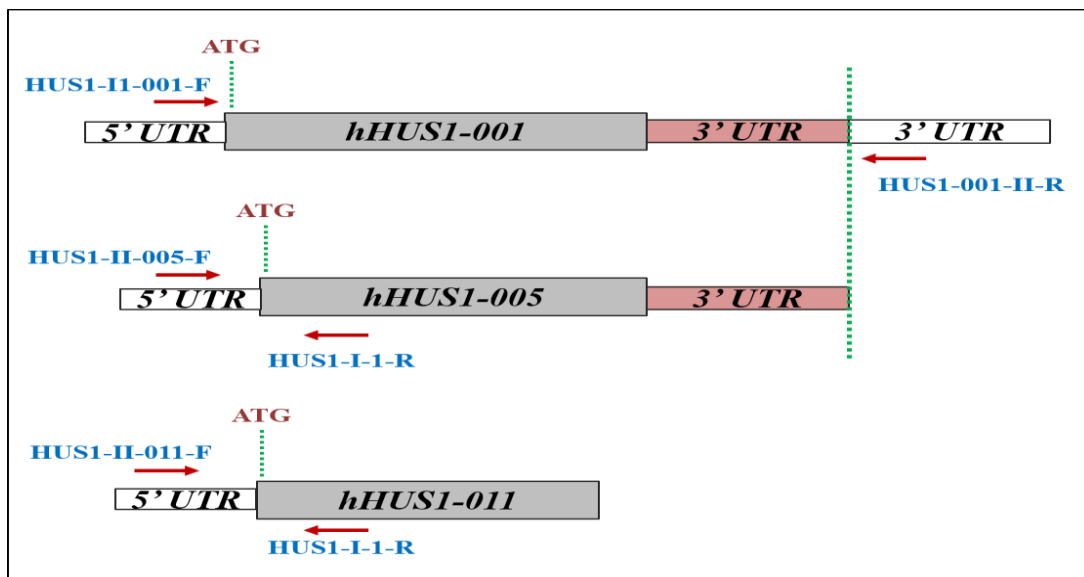 ATG
HUS1-I1-001-F
5' UTR hHUS1-001 3' UTR 3' UTR
HUS1-001-II-R
ATG
HUS1-II-005-F
5' UTR hHUS1-005 3' UTR
HUS1-I-1-R
ATG
HUS1-II-011-F
5' UTR hHUS1-011
HUS1-I-1-R